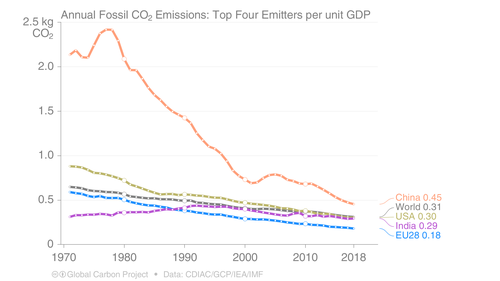 Annual Fossil CO₂ Emissions: Top Four Emitters per unit GDP
2.5 kg
CO₂
2.0
1.5
1.0
0.5
0
1970
1980
1990
2000
2010
2018
China 0.45
World 0.31
USA 0.30
India 0.29
EU28 0.18
Global Carbon Project • Data: CDIAC/GCP/IEA/IMF